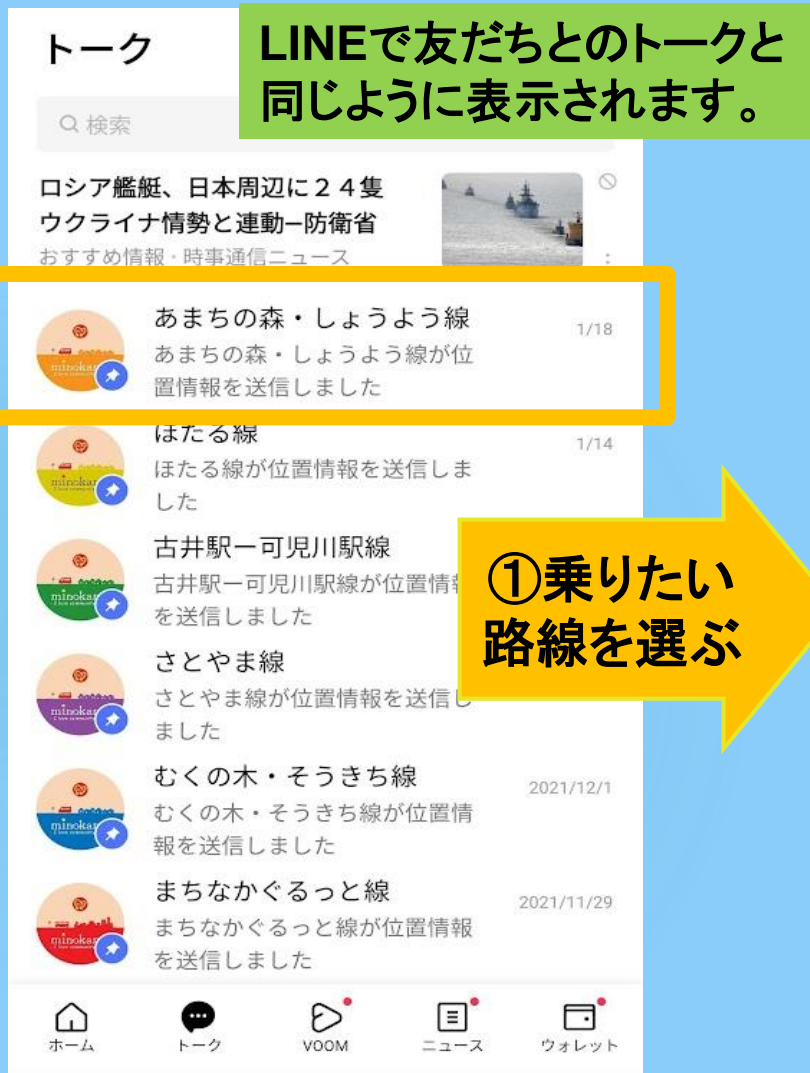 トーク
LINEで友だちとのトークと
同じように表示されます。
検索
ロシア艦艇、日本周辺に２４隻
ウクライナ情勢と連動―防衛省
おすすめ情報・時事通信ニュース
あまちの森・しょうよう線
1/18
あまちの森・しょうよう線が位
置情報を送信しました
ほたる線
1/14
ほたる線が位置情報を送信しま
した
古井駅ー可児川駅線
古井駅ー可児川駅線が位置情報
を送信しました
①乗りたい
路線を選ぶ
さとやま線
さとやま線が位置情報を送信し
ました
むくの木・そうきち線
2021/12/1
むくの木・そうきち線が位置情
報を送信しました
まちなかぐるっと線
2021/11/29
まちなかぐるっと線が位置情報
を送信しました
ホーム
トーク
VOOM
ニュース
ウォレット